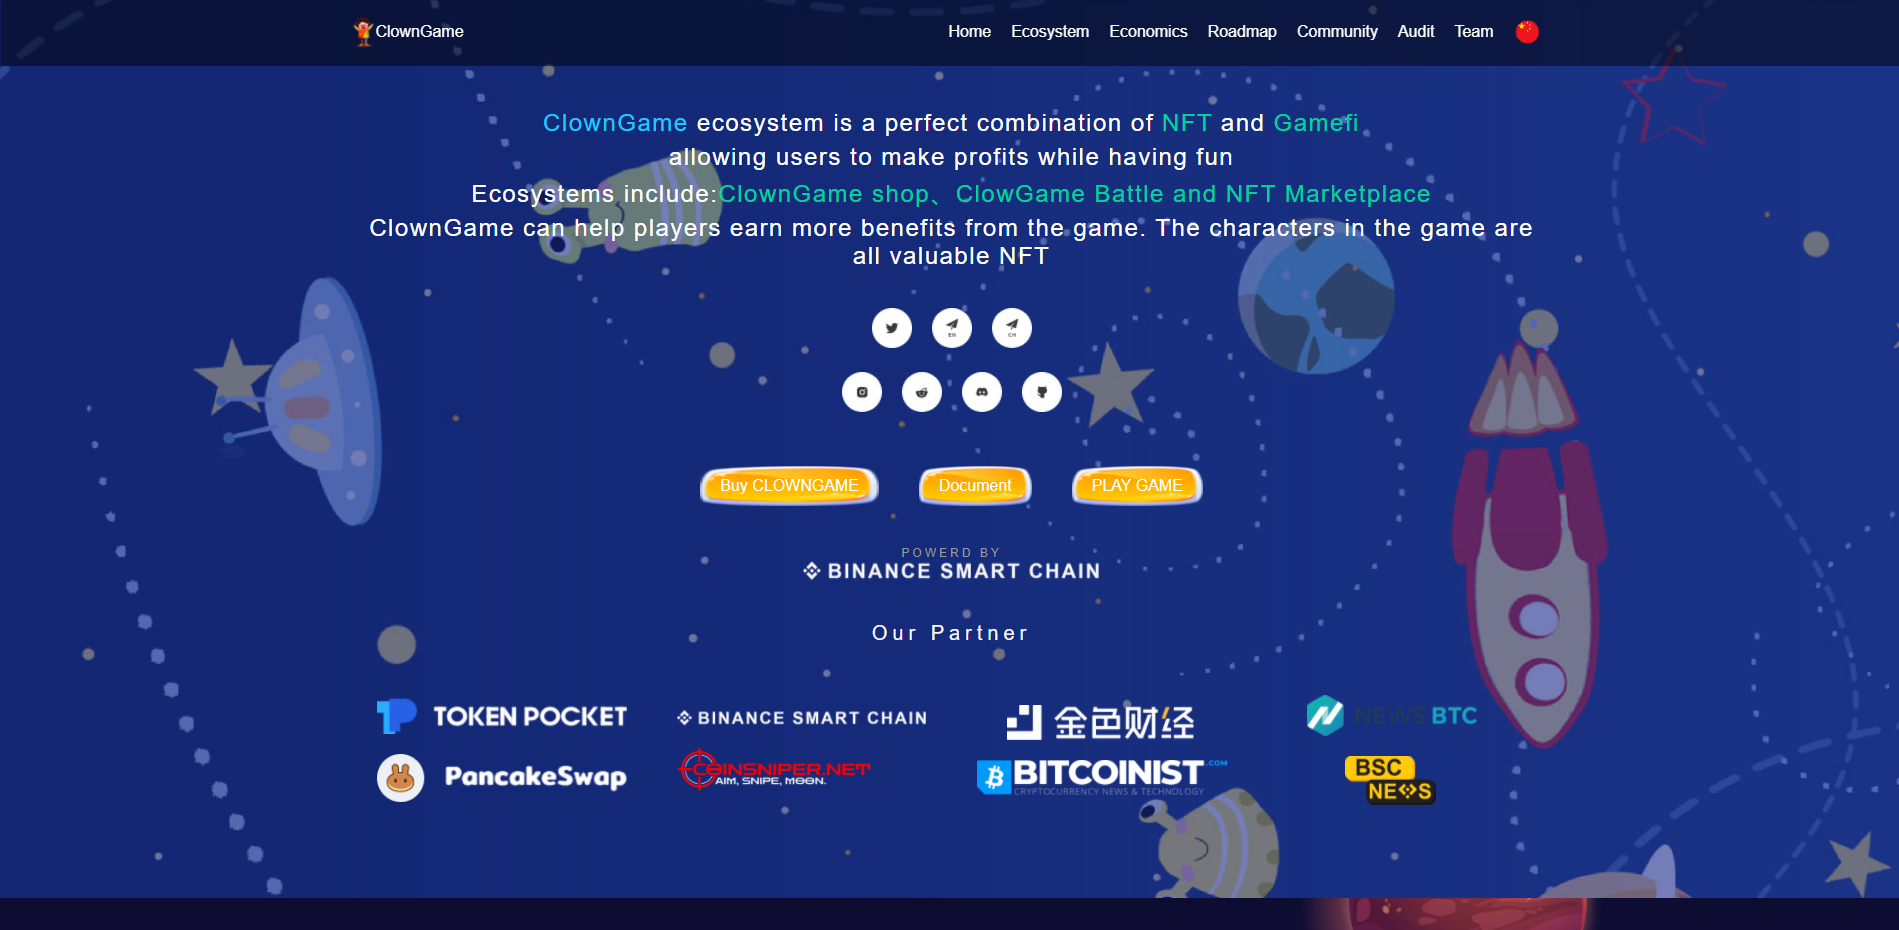 ClownGame
Home Ecosystem Economics Roadmap Community Audit Team
ClownGame ecosystem is a perfect combination of NFT and Gamefi
allowing users to make profits while having fun
Ecosystems include:ClownGame shop、ClowGame Battle and NFT Marketplace
ClownGame can help players earn more benefits from the game. The characters in the game are
all valuable NFT
EN CH
Buy CLOWNGAME Document PLAY GAME
POWERD BY
BINANCE SMART CHAIN
Our Partner
TOKEN POCKET BINANCE SMART CHAIN 金色财经 NEWSBTC
PancakeSwap COINSNIPER.NET BITCOINIST.COM BSC
AIM, SNIPE, MOON. CRYPTOCURRENCY NEWS & TECHNOLOGY NEWS